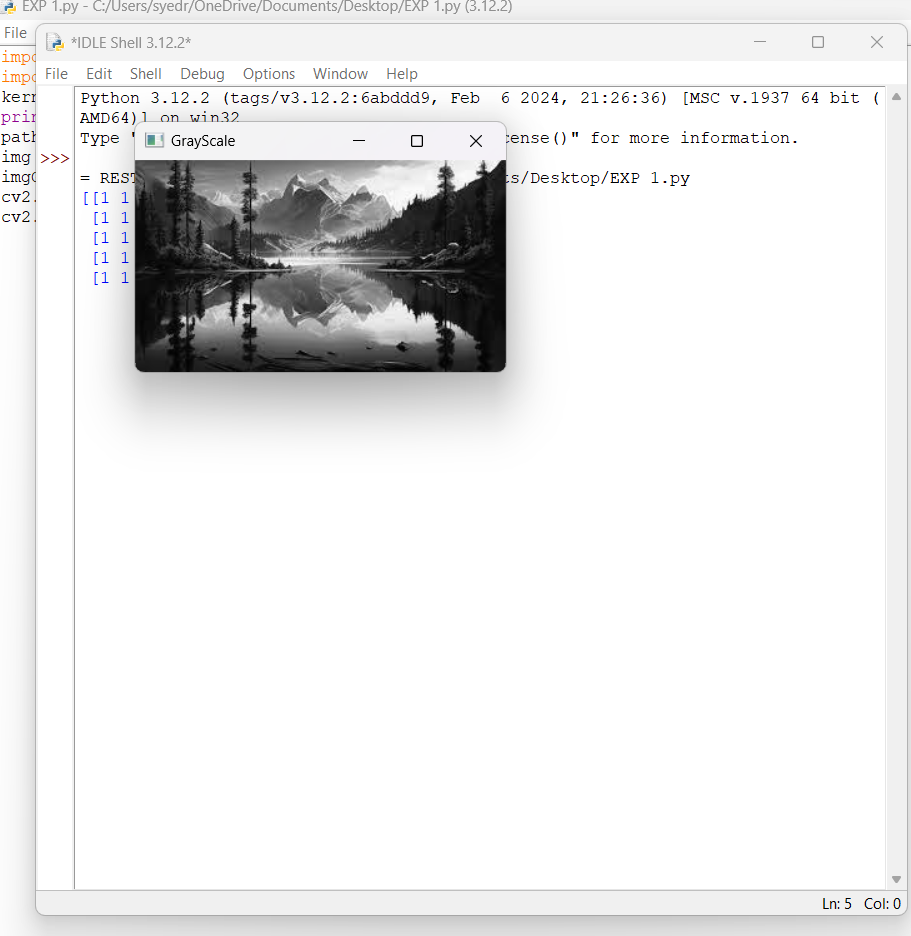 EXP 1.py - C:/Users/syedr/OneDrive/Documents/Desktop/EXP 1.py (3.12.2)
File
*IDLE Shell 3.12.2*
File Edit Shell Debug Options Window Help
Python 3.12.2 (tags/v3.12.2:6abddd9, Feb  6 2024, 21:26:36) [MSC v.1937 64 bit (
AMD64)] on win32
Type " cense()" for more information.
GrayScale
>>>
= REST ts/Desktop/EXP 1.py
[[1 1
[1 1
[1 1
[1 1
[1 1
impo
impo
kern
prin
path
img
imgG
cv2.
cv2.
Ln: 5 Col: 0